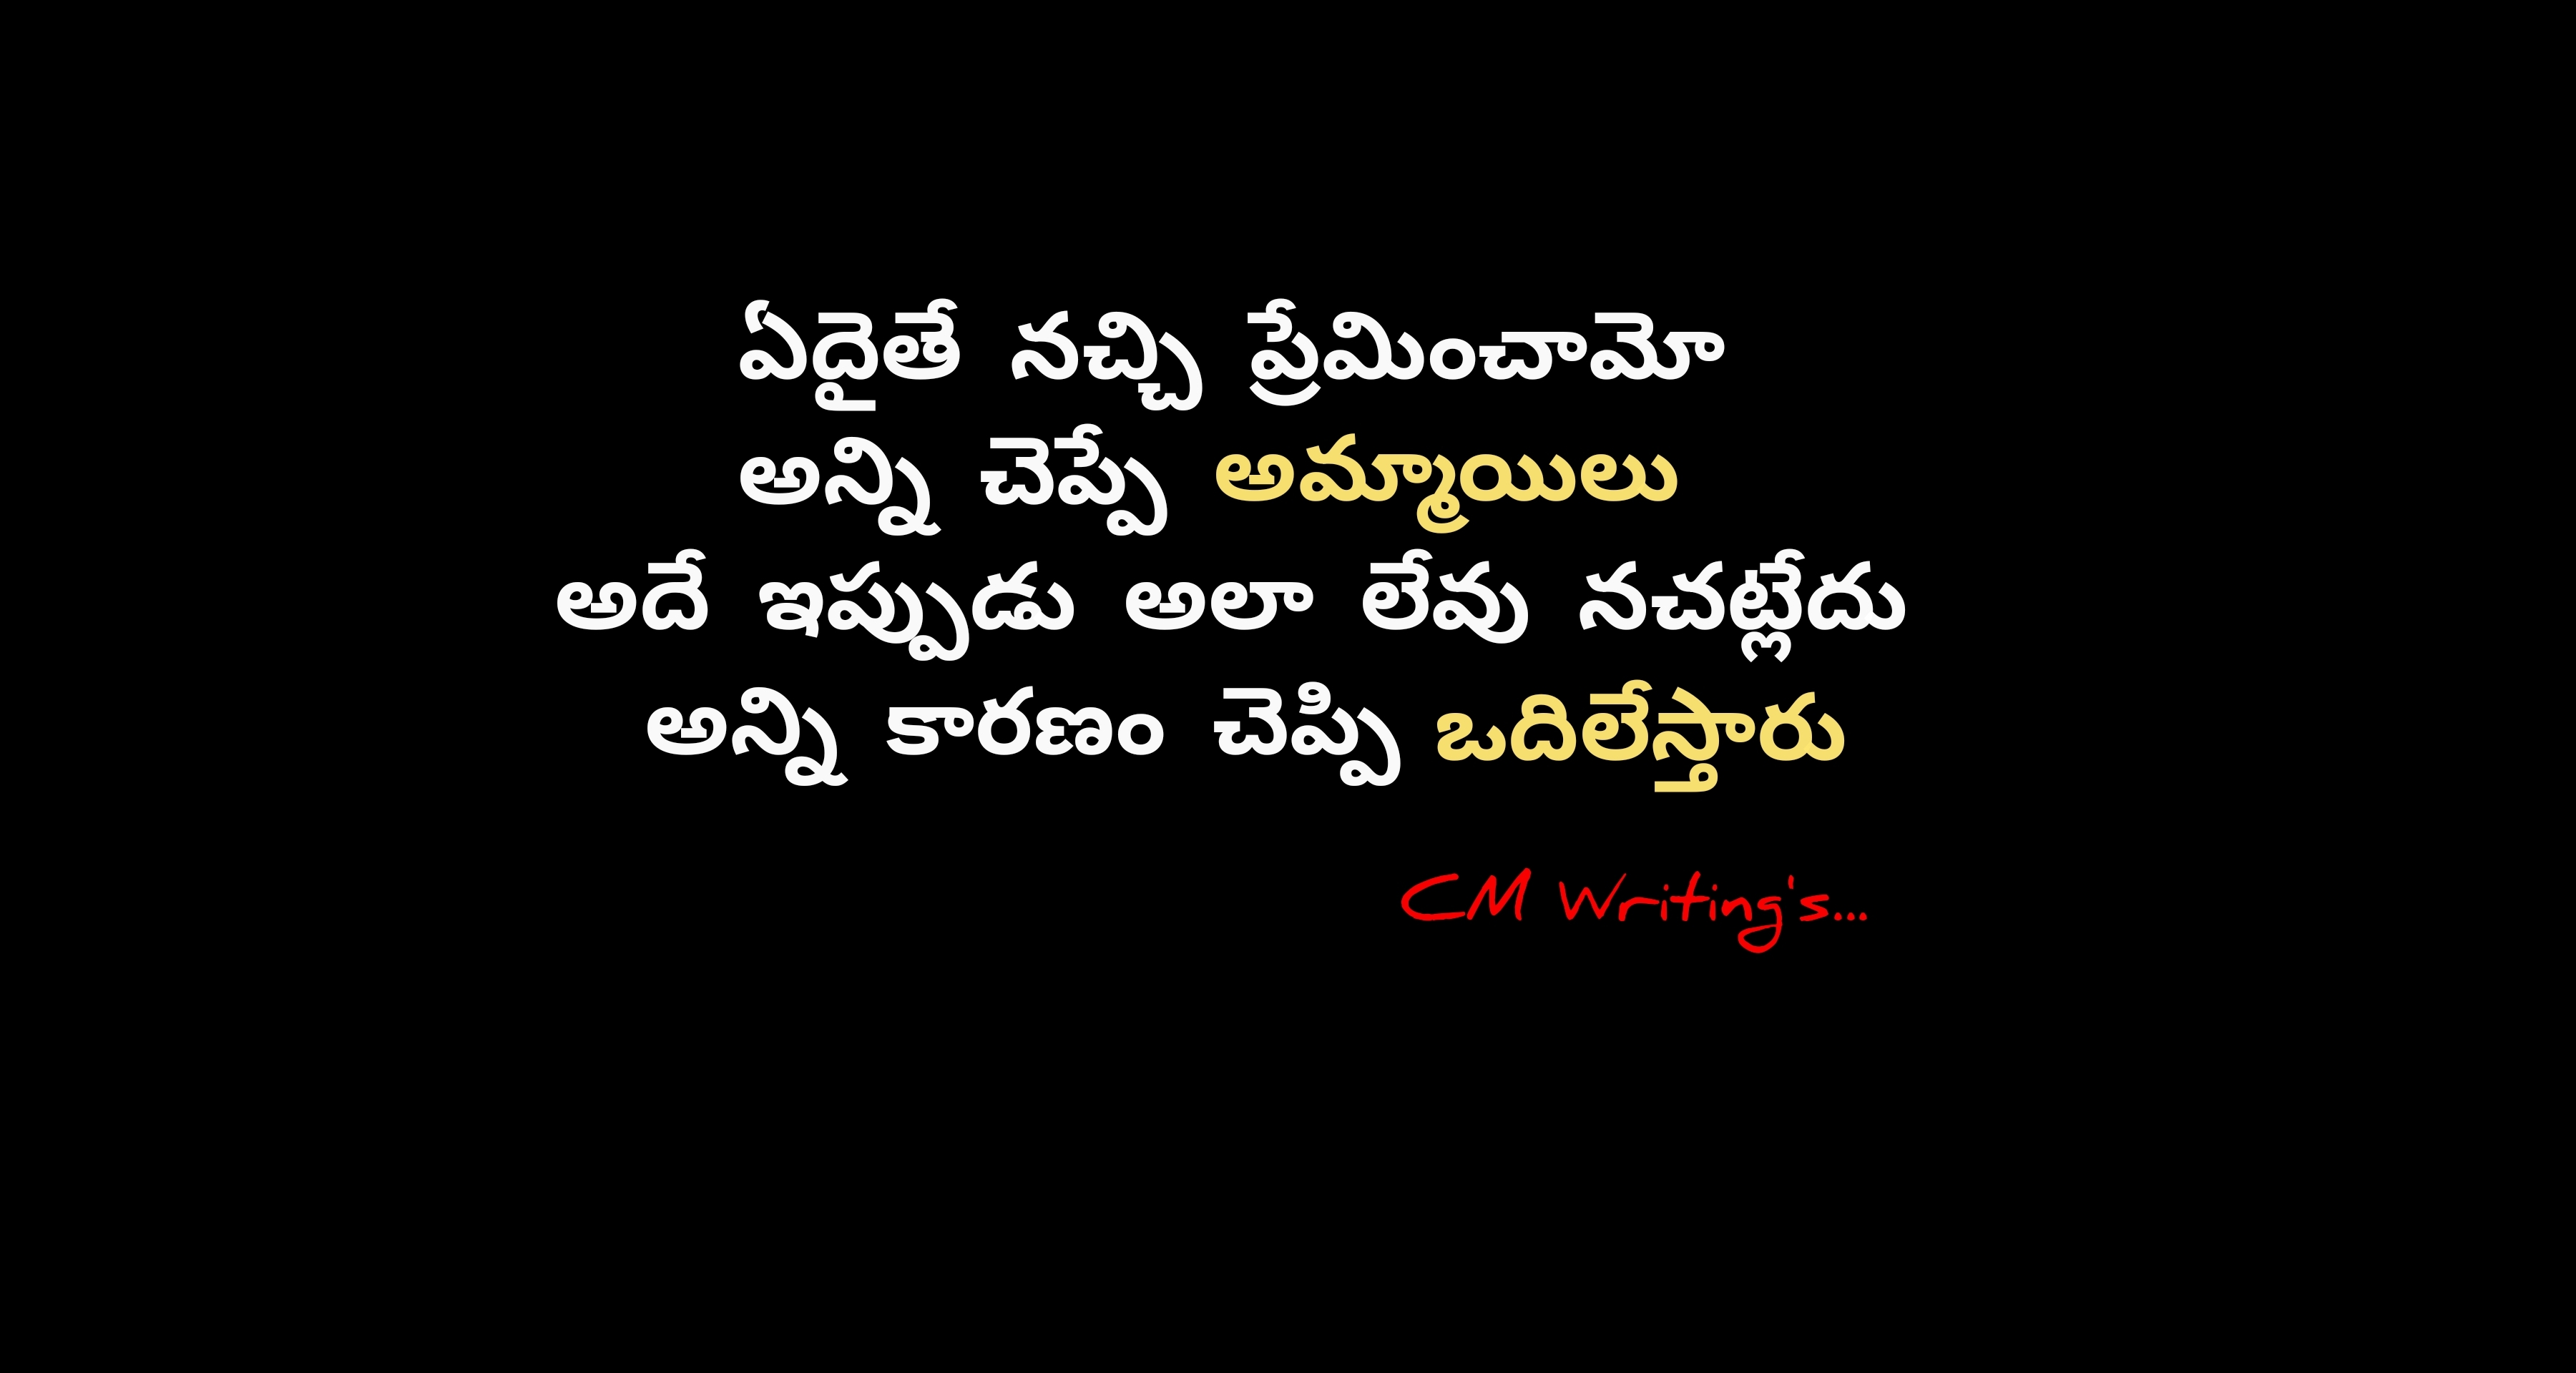 ఏదైతే నచ్చి ప్రేమించామో
అన్ని చెప్పే అమ్మాయిలు
అదే ఇప్పుడు అలా లేవు నచట్లేదు
అన్ని కారణం చెప్పి ఒదిలేస్తారు
CM Writing's...